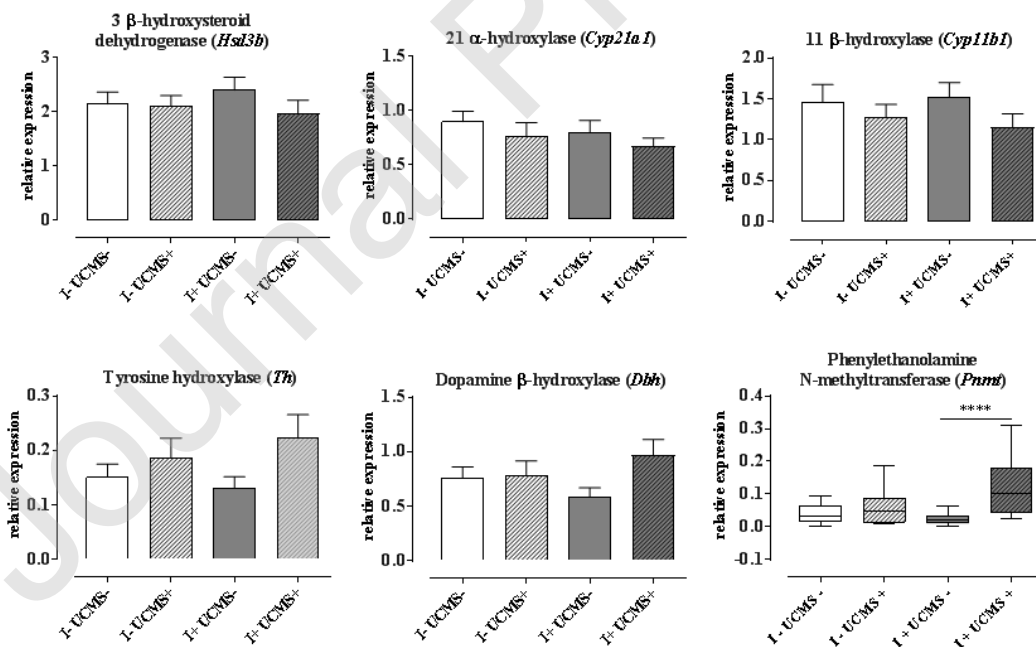 3 β-hydroxysteroid
dehydrogenase (Hsd3b)
relative expression
3
2
1
0
I- UCMS-
I- UCMS+
I+ UCMS-
I+ UCMS+
21 α-hydroxylase (Cyp21a1)
relative expression
1.5
1.0
0.5
0.0
I- UCMS-
I- UCMS+
I+ UCMS-
I+ UCMS+
11 β-hydroxylase (Cyp11b1)
relative expression
2.0
1.5
1.0
0.5
0.0
I- UCMS-
I- UCMS+
I+ UCMS-
I+ UCMS+
Tyrosine hydroxylase (Th)
relative expression
0.3
0.2
0.1
0.0
I- UCMS-
I- UCMS+
I+ UCMS-
I+ UCMS+
Dopamine β-hydroxylase (Dbh)
relative expression
1.5
1.0
0.5
0.0
I- UCMS-
I- UCMS+
I+ UCMS-
I+ UCMS+
Phenylethanolamine
N-methyltransferase (Pnmt)
relative expression
0.4
0.3
0.2
0.1
0.0
-0.1
****
I - UCMS -
I - UCMS +
I + UCMS -
I + UCMS +
Journal P